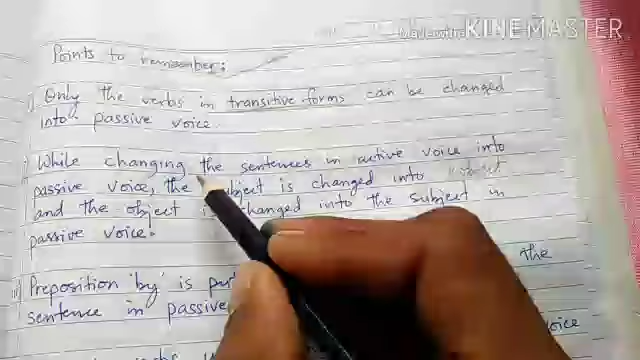 Made with KINEMASTER
Points to remember:
i) Only the verbs in transitive forms can be changed
into passive voice.
While changing the sentences in active voice into
passive voice, the subject is changed into object
and the object is changed into the subject in
passive voice.
iii) Preposition 'by' is put the
sentence in passive voice